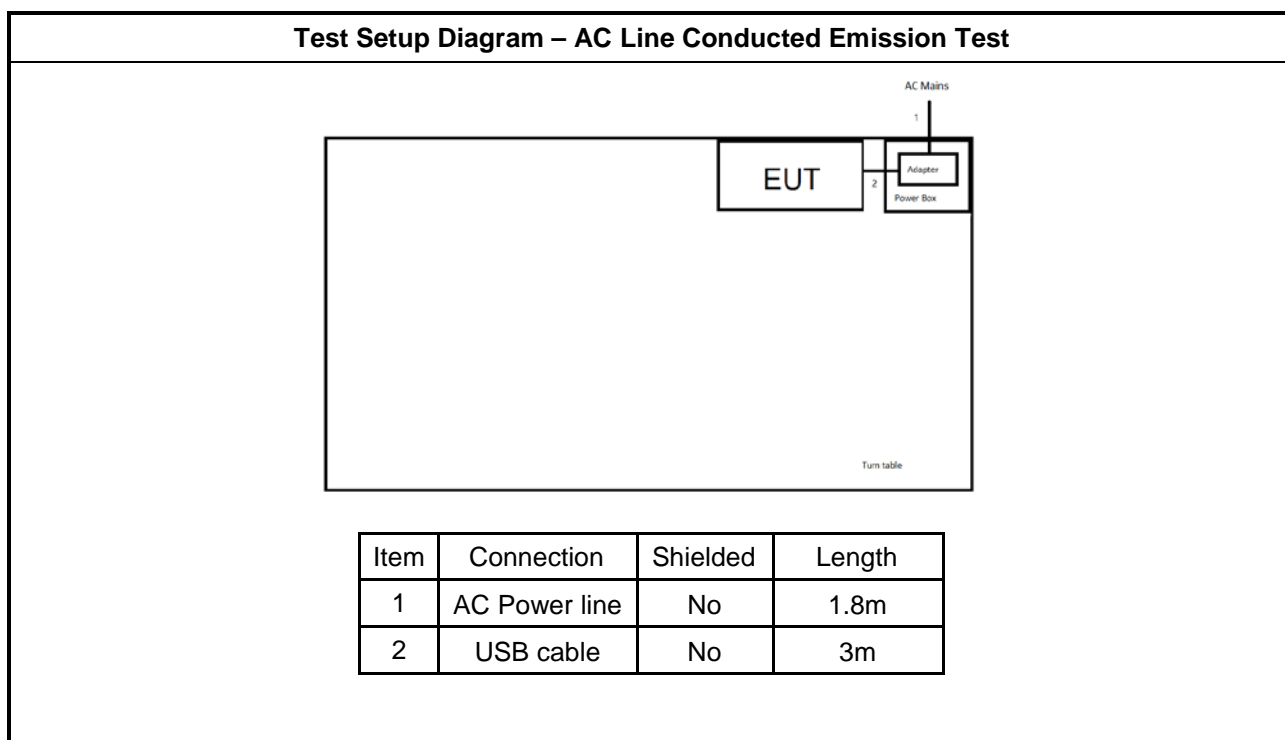 Test Setup Diagram – AC Line Conducted Emission Test
AC Mains
1
EUT
2
Adapter
Power Box
Turn table
Item Connection Shielded Length
1 AC Power line No 1.8m
2 USB cable No 3m